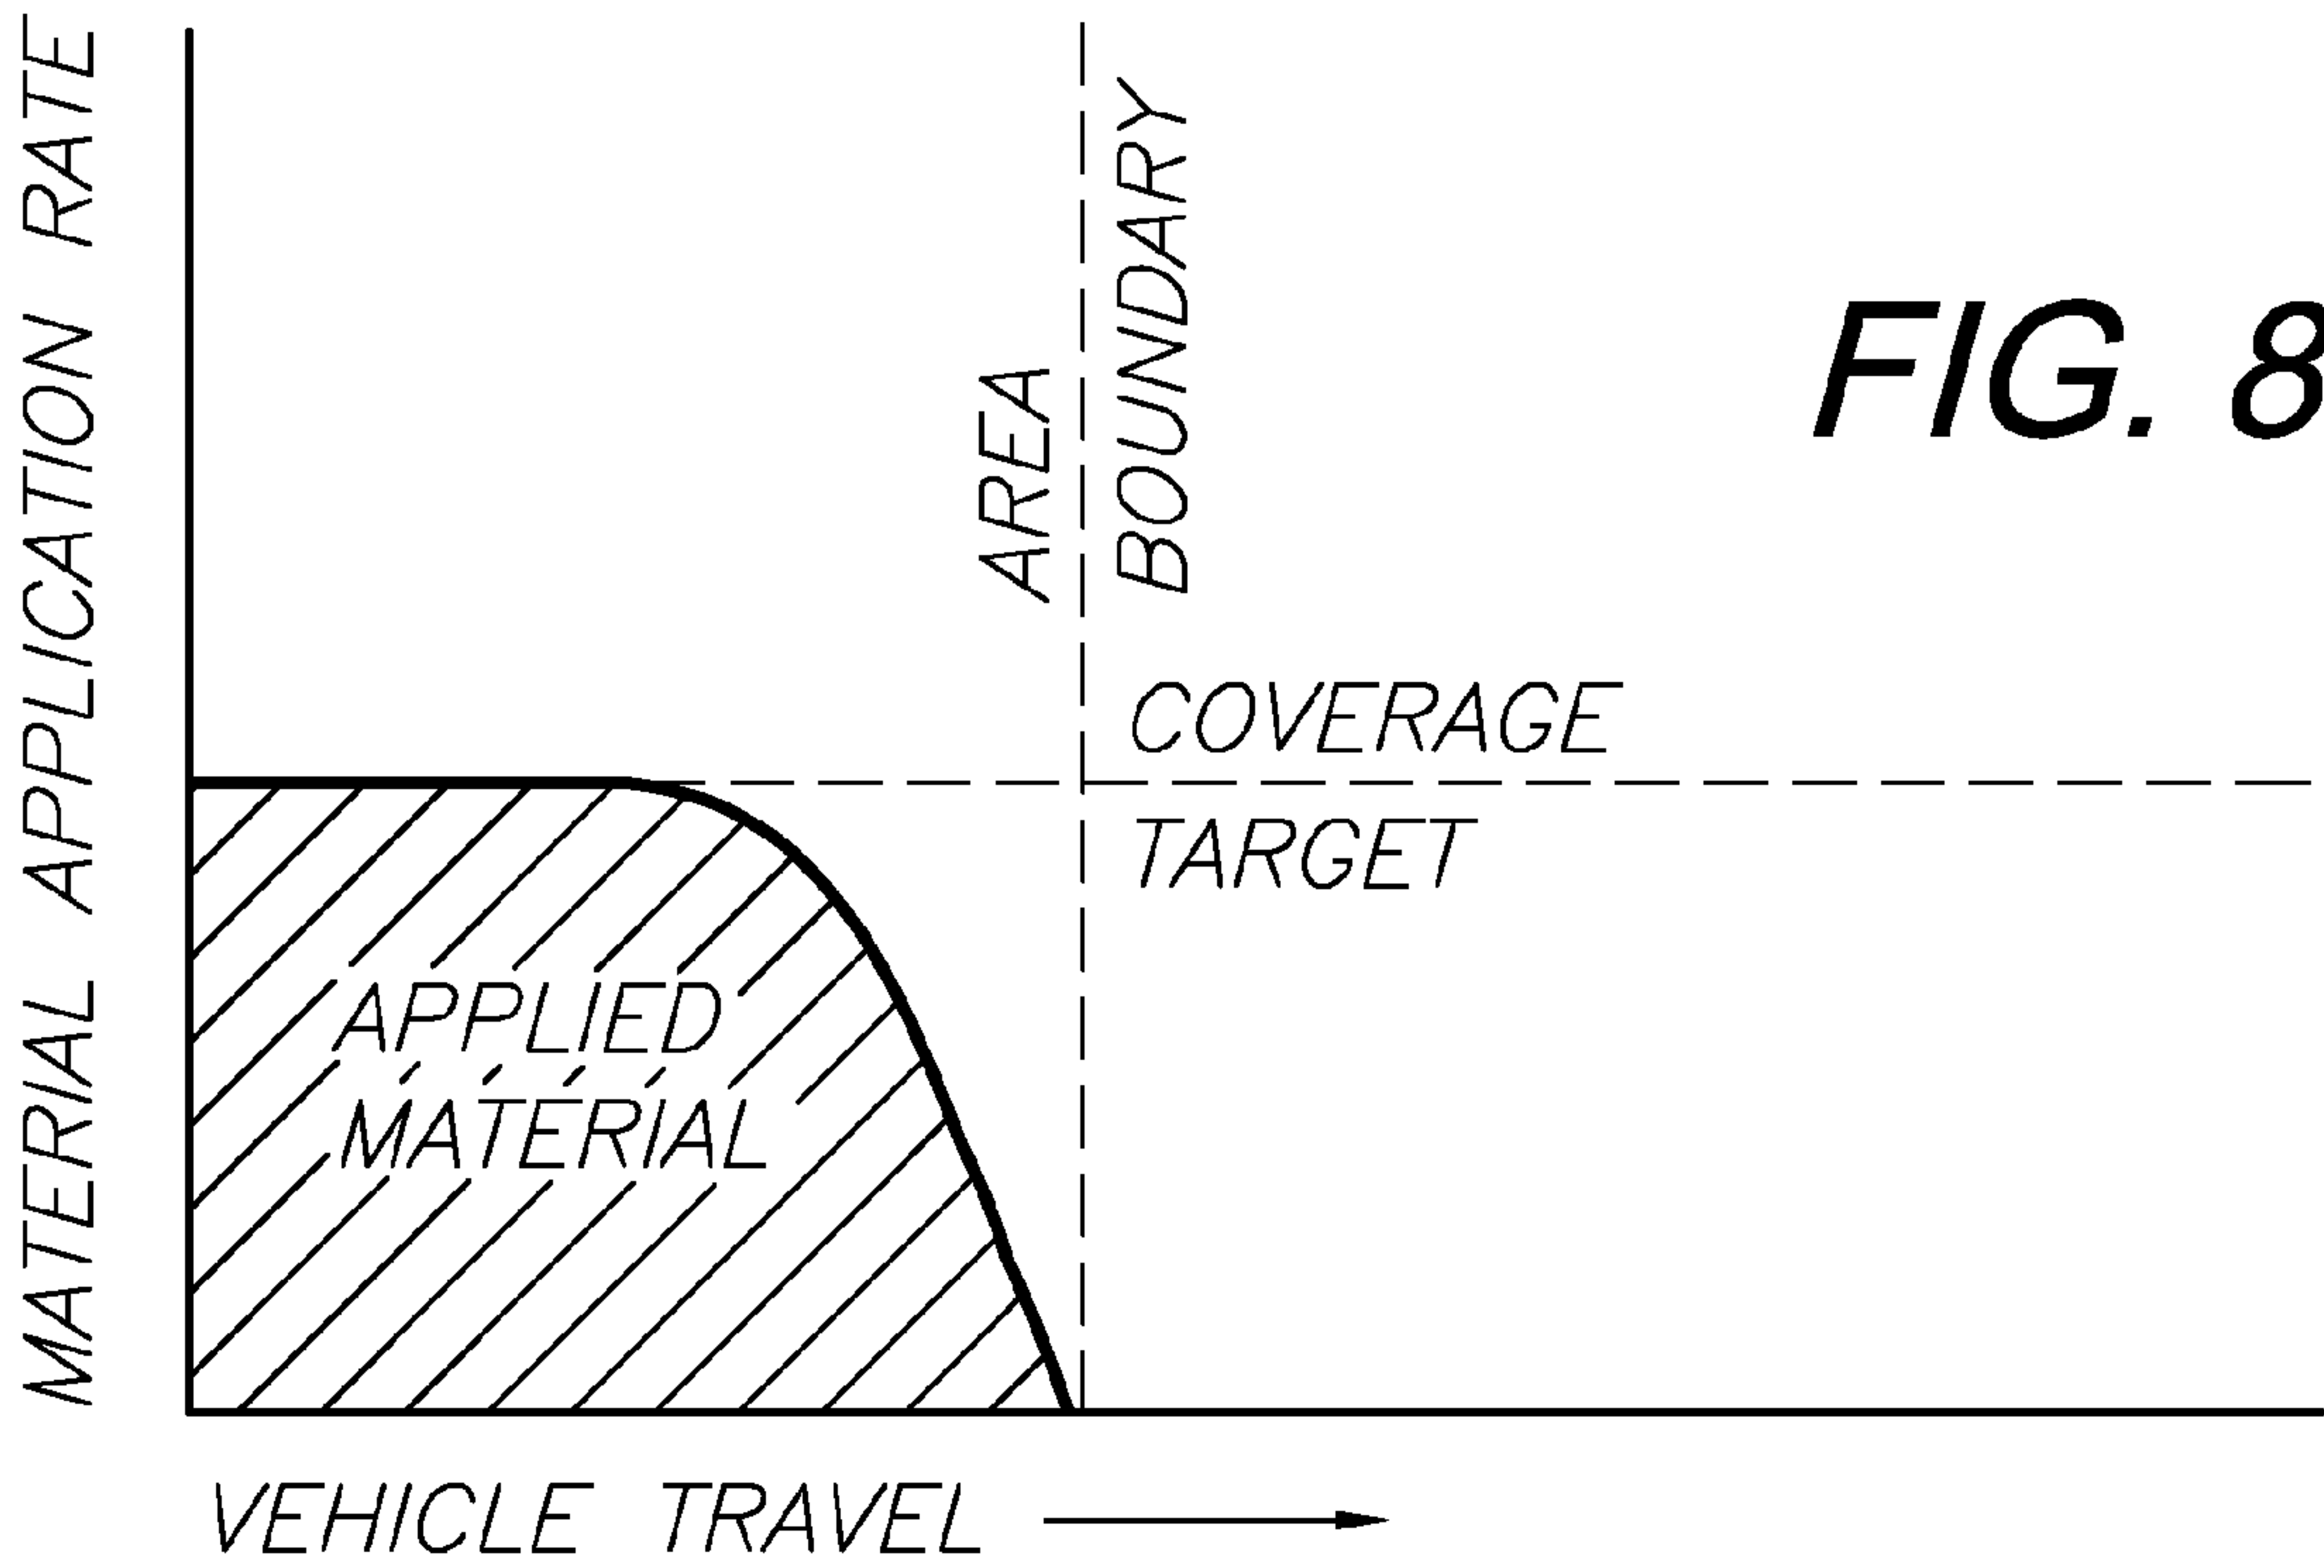 MATERIAL APPLICATION RATE
AREA
BOUNDARY
FIG. 8
COVERAGE
TARGET
APPLIED
MATERIAL
VEHICLE TRAVEL